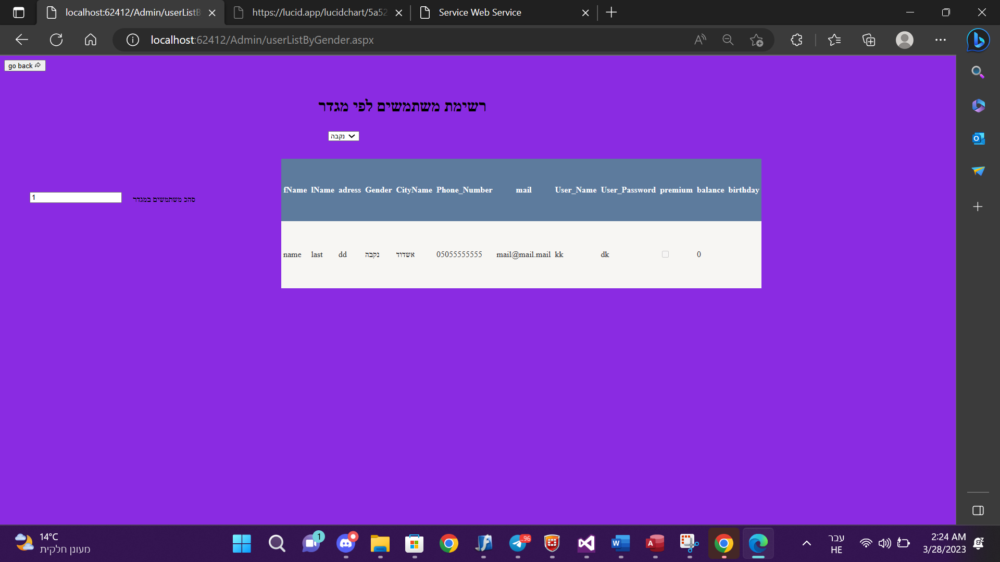 localhost:62412/Admin/userListB
https://lucid.app/lucidchart/5a52
Service Web Service
localhost:62412/Admin/userListByGender.aspx
go back
רשימת משתמשים לפי מגדר
נקבה
fName lName adress Gender CityName Phone_Number mail User_Name User_Password premium balance birthday
1 סהכ משתמשים במגדר
name last dd נקבה אשדוד 05055555555 mail@mail.mail kk dk 0
14°C
מעונן חלקית
1
96
עבר
HE
2:24 AM
3/28/2023